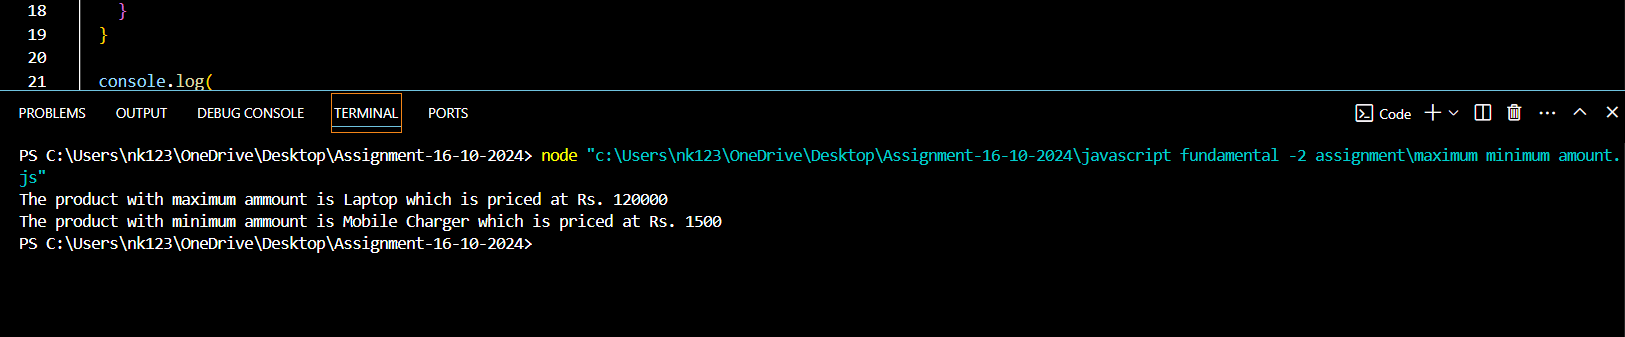 18 }
19 }
20
21 console.log(
PROBLEMS OUTPUT DEBUG CONSOLE TERMINAL PORTS Code
PS C:\Users\nk123\OneDrive\Desktop\Assignment-16-10-2024> node "c:\Users\nk123\OneDrive\Desktop\Assignment-16-10-2024\javascript fundamental -2 assignment\maximum minimum amount.
js"
The product with maximum ammount is Laptop which is priced at Rs. 120000
The product with minimum ammount is Mobile Charger which is priced at Rs. 1500
PS C:\Users\nk123\OneDrive\Desktop\Assignment-16-10-2024>